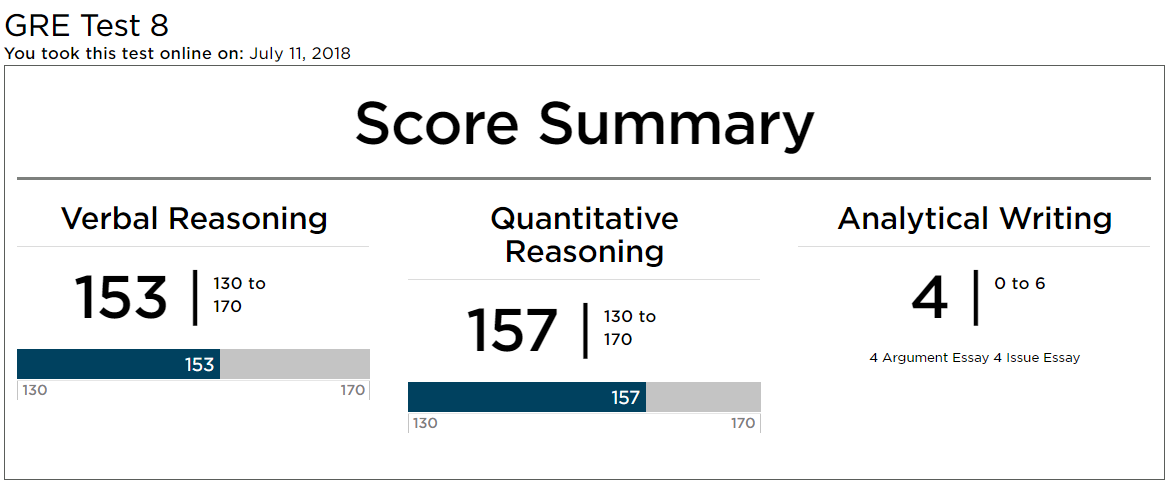 GRE Test 8
You took this test online on: July 11, 2018
Score Summary
Verbal Reasoning
153
130 to
170
153
130 170
Quantitative
Reasoning
157
130 to
170
157
130 170
Analytical Writing
4
0 to 6
4 Argument Essay 4 Issue Essay